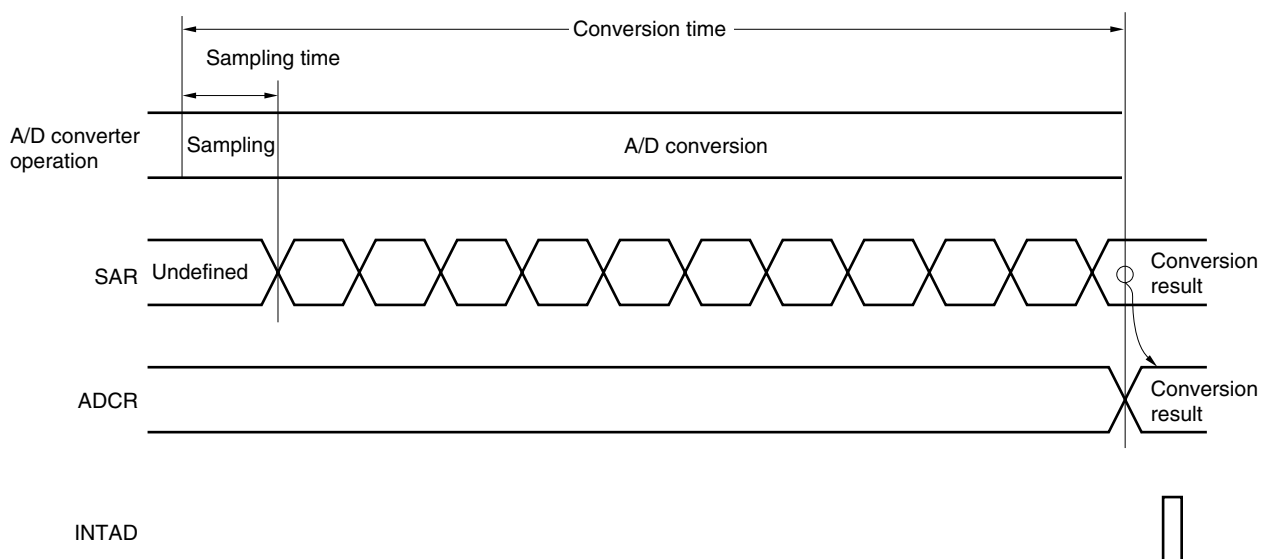 Conversion time
Sampling time
A/D converter
operation
Sampling
A/D conversion
SAR
Undefined
Conversion
result
ADCR
Conversion
result
INTAD